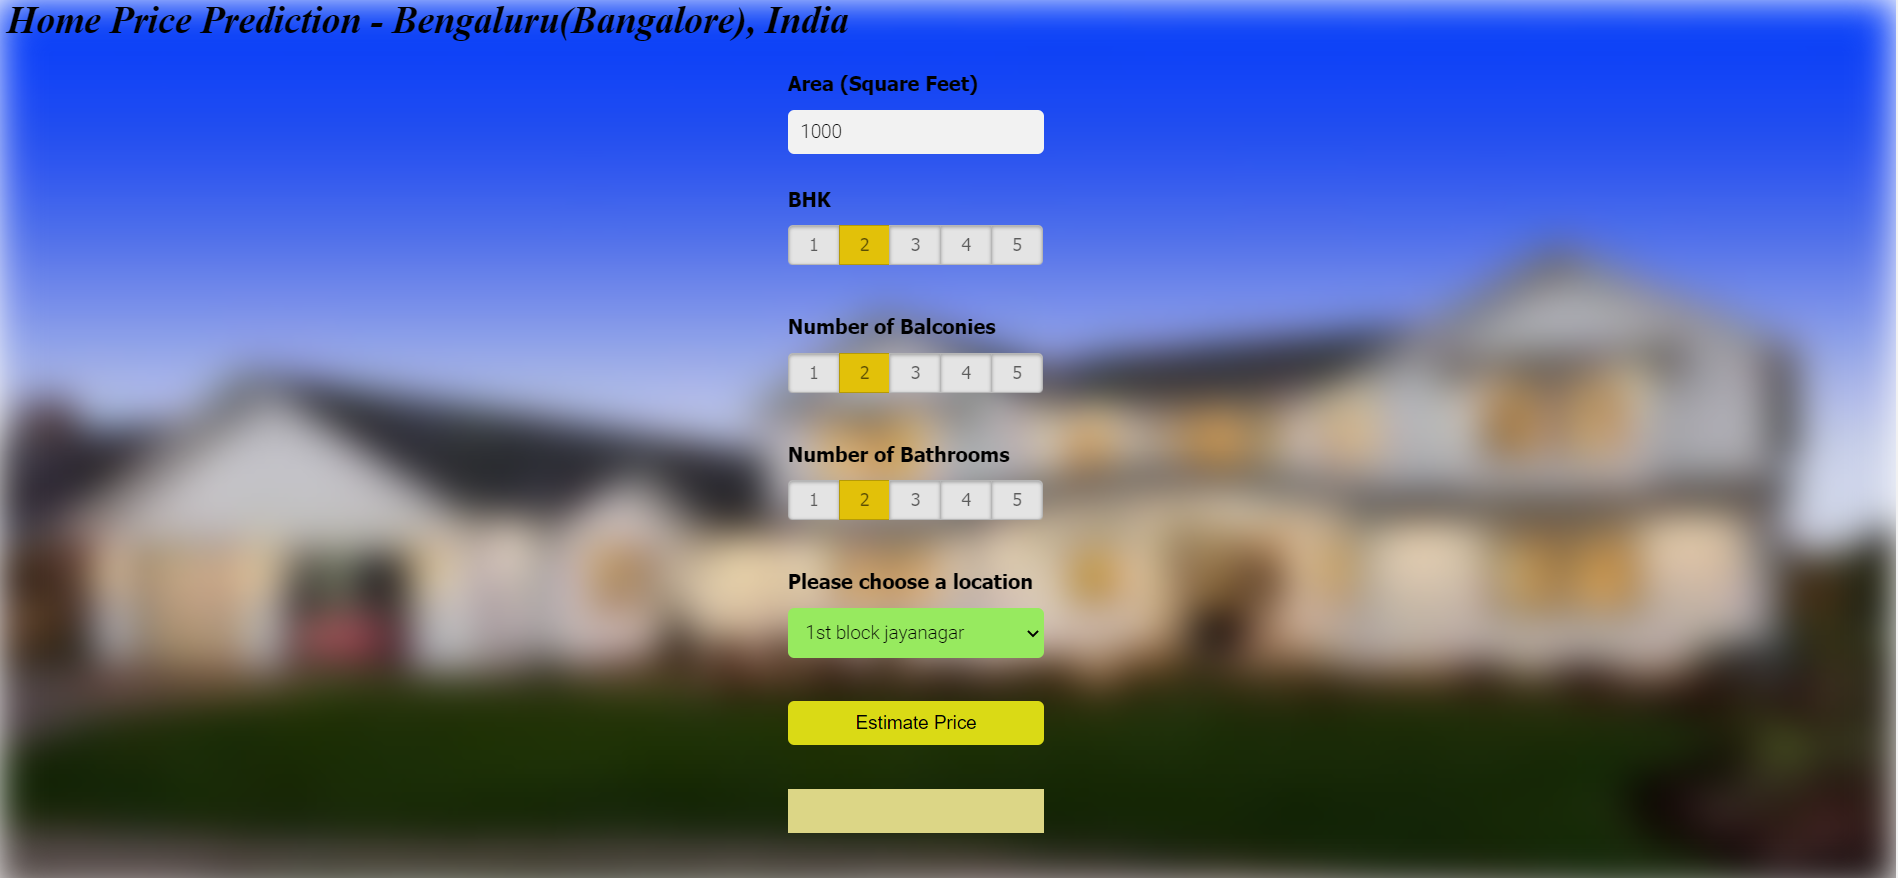 Home Price Prediction - Bengaluru(Bangalore), India
Area (Square Feet)
1000
BHK
1 2 3 4 5
Number of Balconies
1 2 3 4 5
Number of Bathrooms
1 2 3 4 5
Please choose a location
1st block jayanagar
Estimate Price